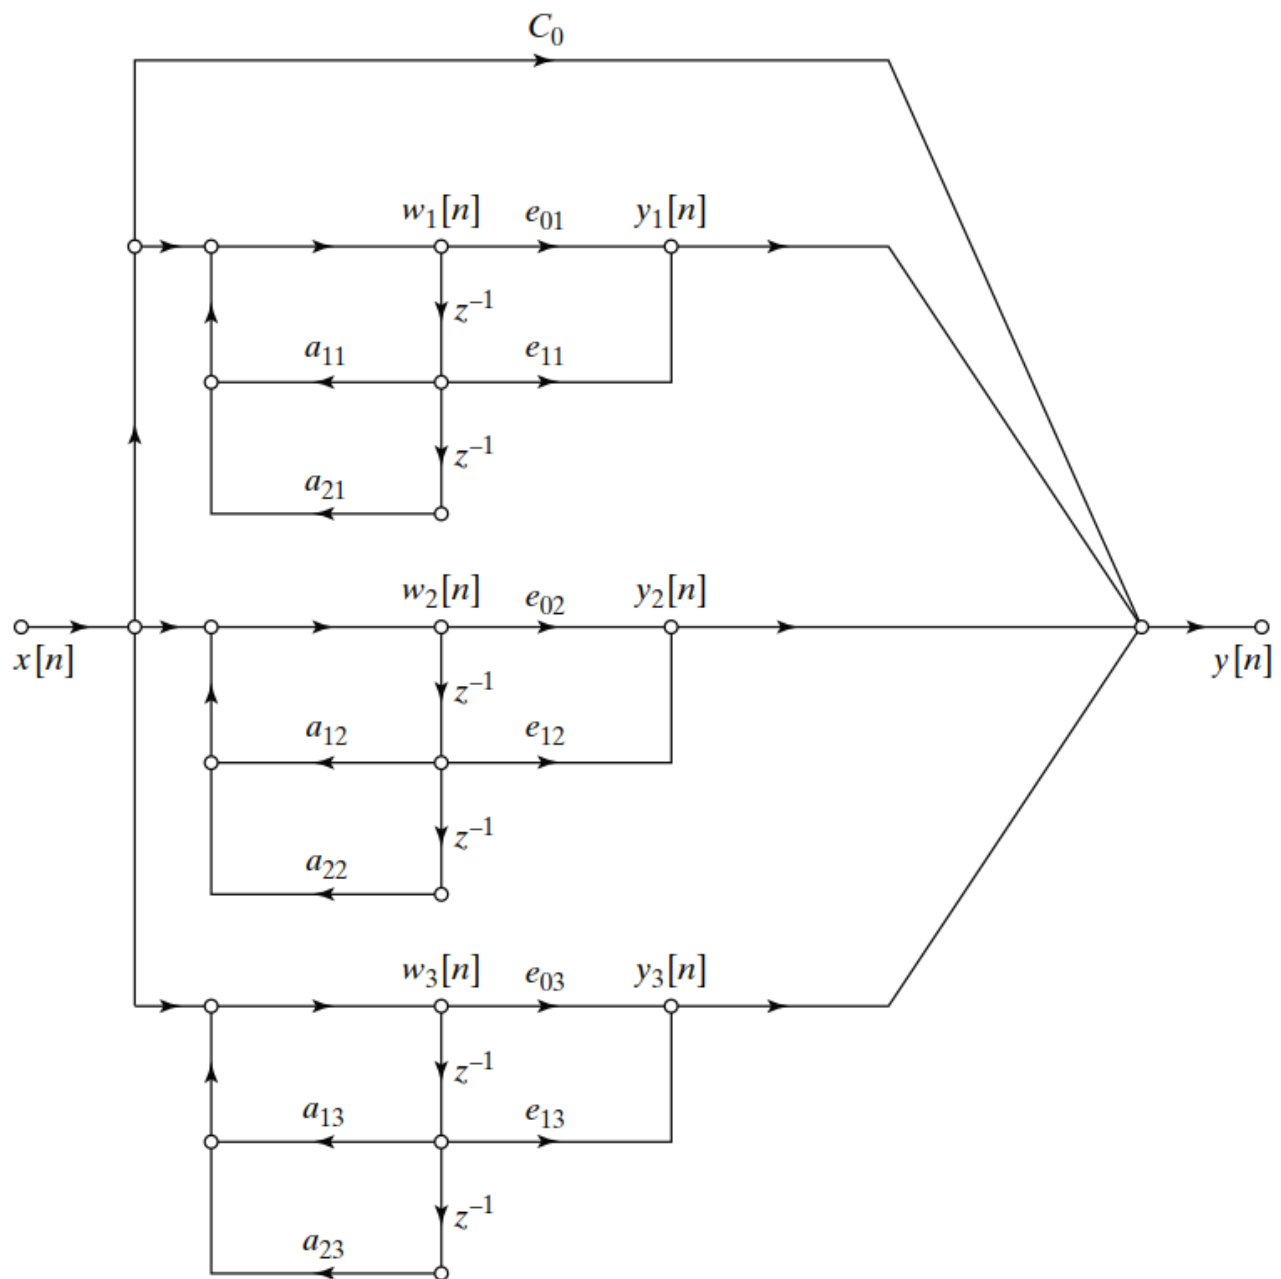 C₀
w₁[n] e₀₁ y₁[n]
z⁻¹
a₁₁ e₁₁
z⁻¹
a₂₁
w₂[n] e₀₂ y₂[n]
x[n] y[n]
z⁻¹
a₁₂ e₁₂
z⁻¹
a₂₂
w₃[n] e₀₃ y₃[n]
z⁻¹
a₁₃ e₁₃
z⁻¹
a₂₃